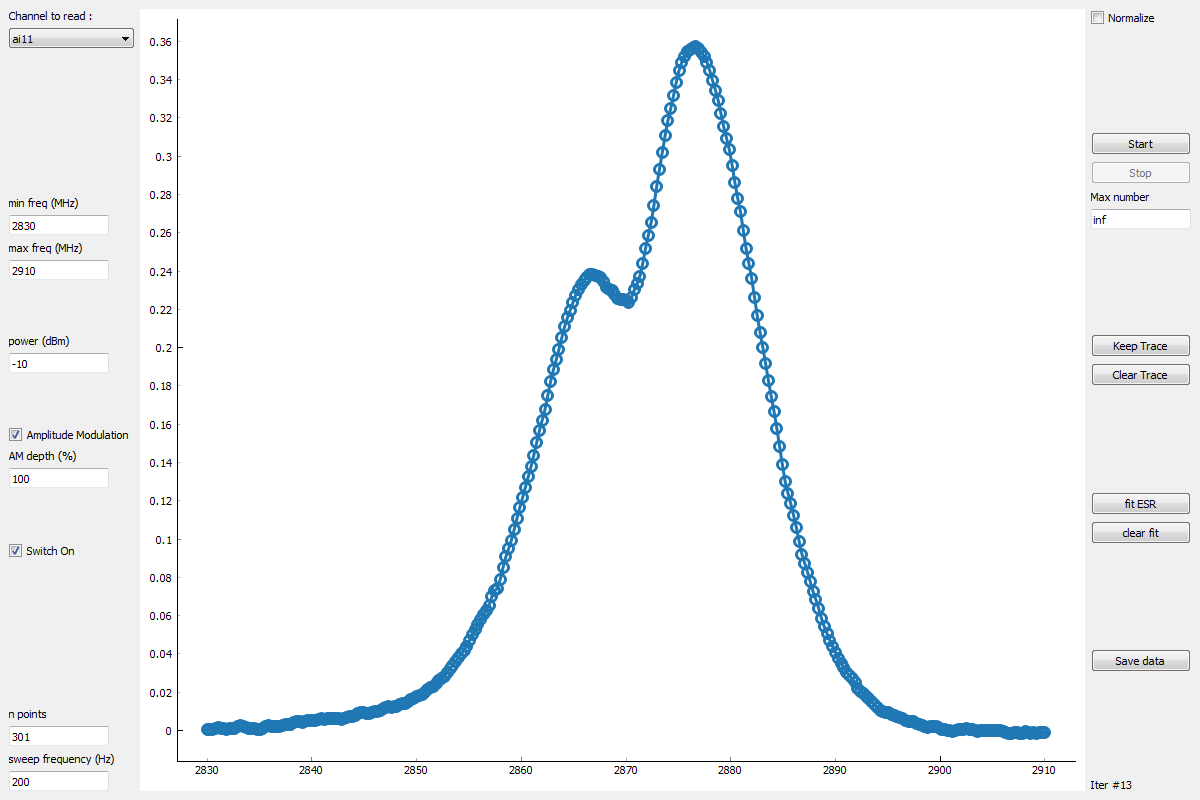 Channel to read :
ai11
min freq (MHz)
2830
max freq (MHz)
2910
power (dBm)
-10
Amplitude Modulation
AM depth (%)
100
Switch On
n points
301
sweep frequency (Hz)
200
0.36
0.34
0.32
0.3
0.28
0.26
0.24
0.22
0.2
0.18
0.16
0.14
0.12
0.1
0.08
0.06
0.04
0.02
0
2830 2840 2850 2860 2870 2880 2890 2900 2910
Normalize
Start
Stop
Max number
inf
Keep Trace
Clear Trace
fit ESR
clear fit
Save data
Iter #13